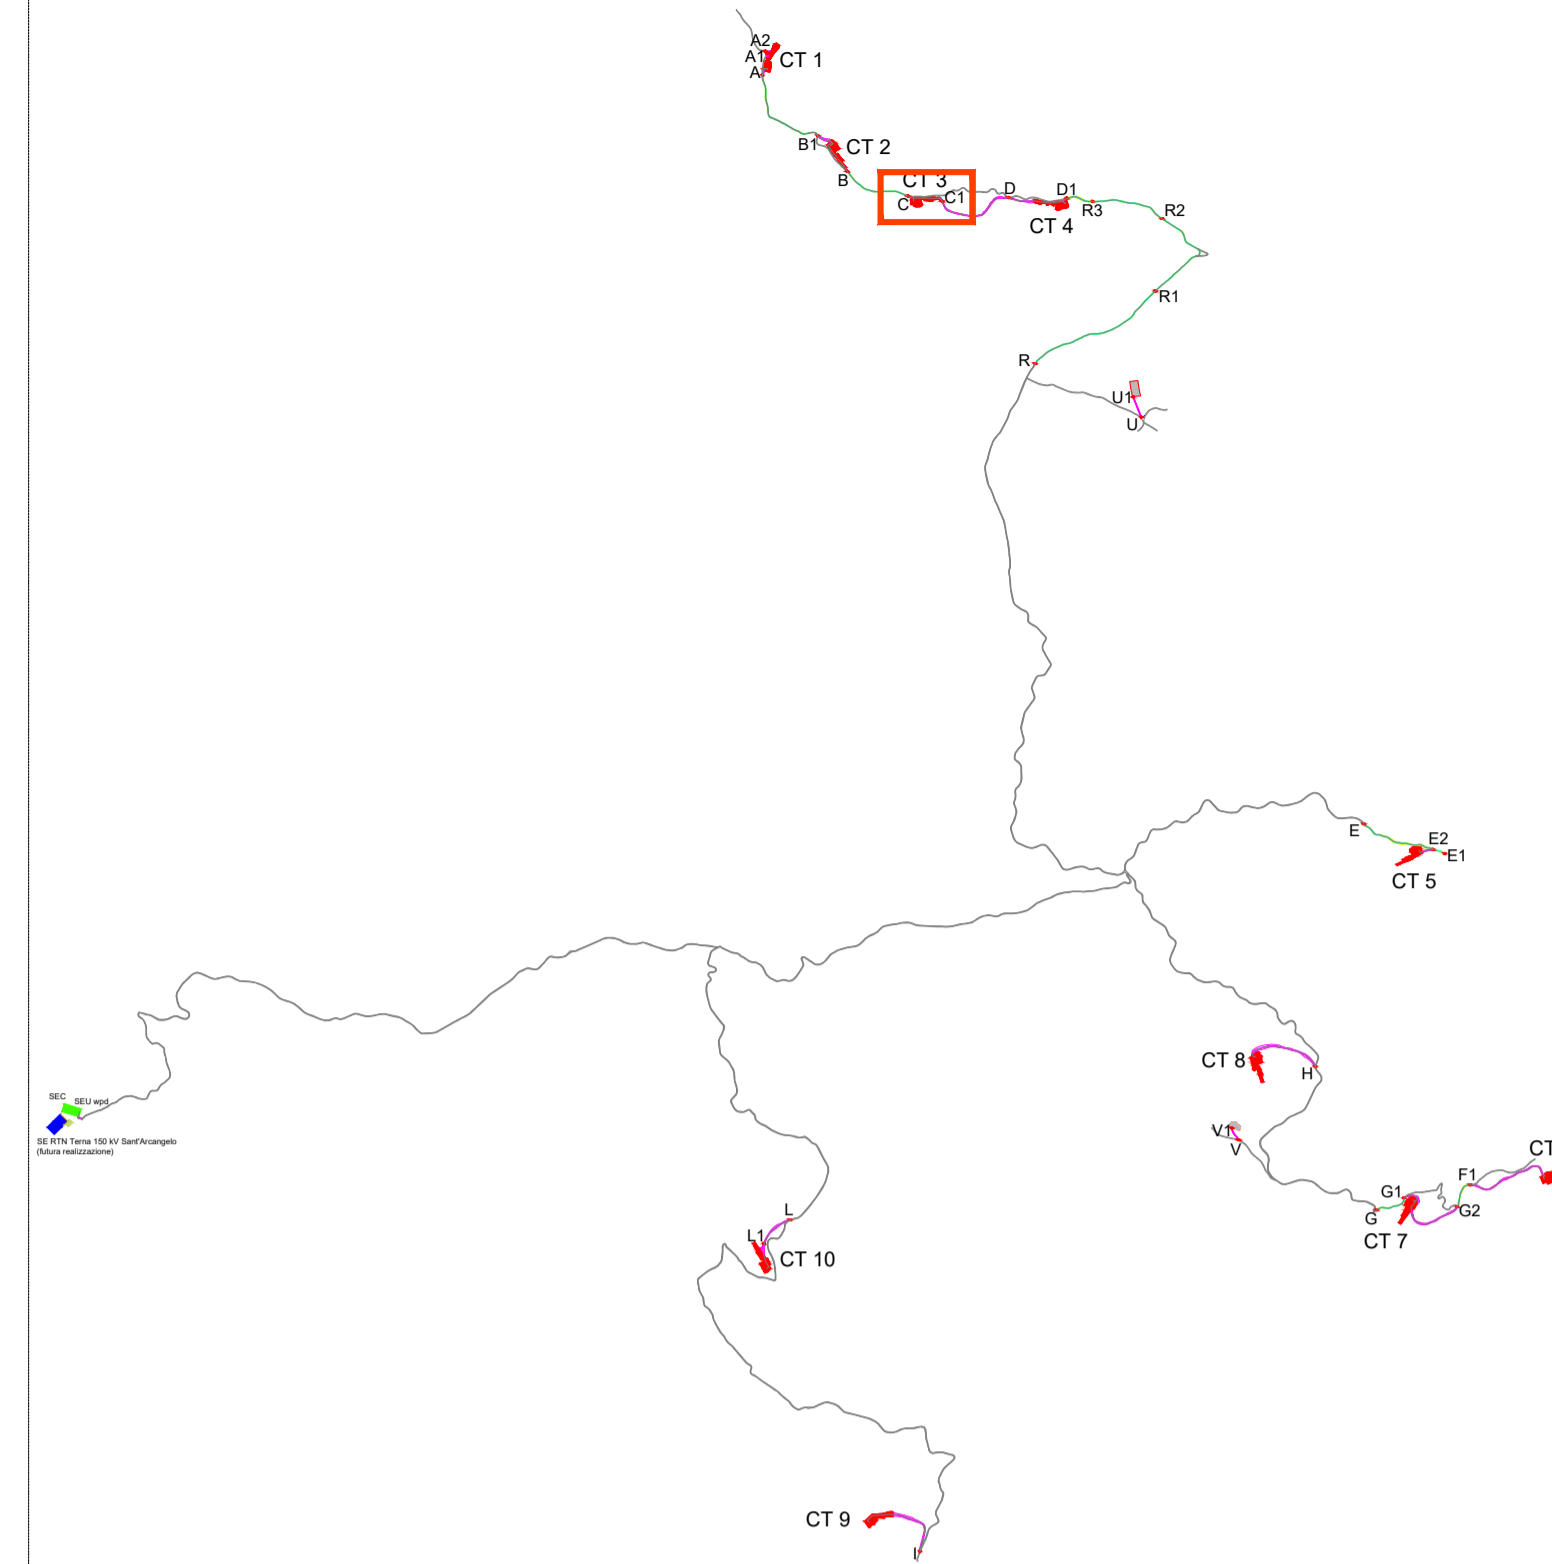 A2
A1
CT 1
A
B1
CT 2
B
CT 3
C
C1
D
D1
R3
R2
CT 4
R1
R
U1
U
E
E2
E1
CT 5
CT 8
H
V1
V
CT
F1
G1
G
G2
CT 7
SEC
SEU wpd
SE RTN Terna 150 kV Sant'Arcangelo
(futura realizzazione)
L
L1
CT 10
CT 9
I